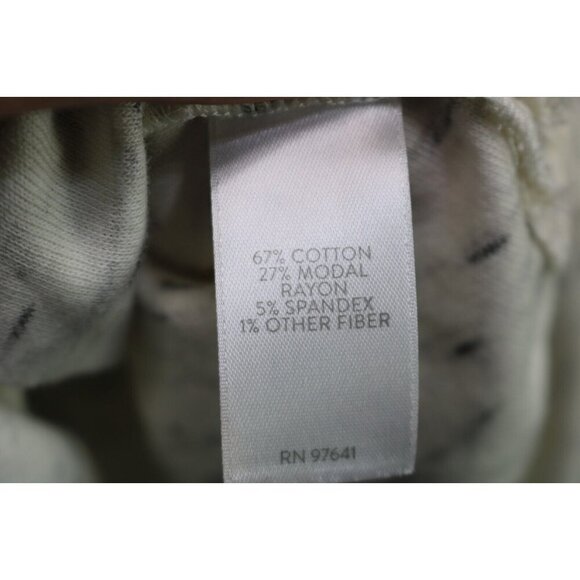 67% COTTON
27% MODAL
RAYON
5% SPANDEX
1% OTHER FIBER
RN 97641